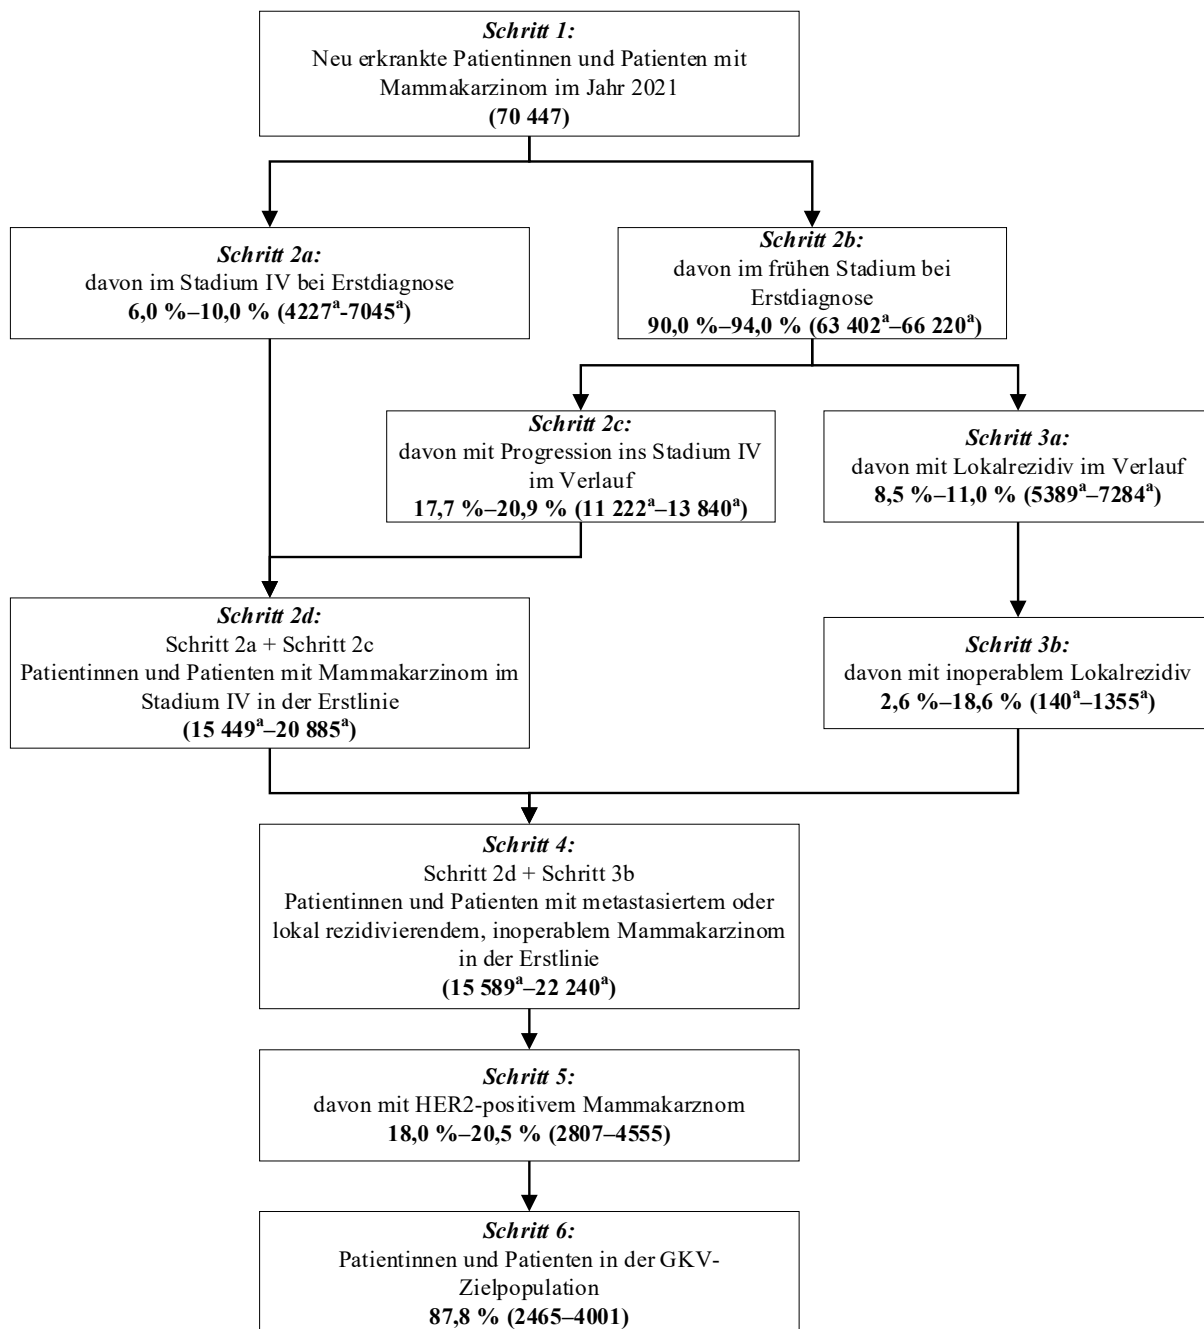 Schritt 1:
Neu erkrankte Patientinnen und Patienten mit
Mammakarzinom im Jahr 2021
(70 447)
Schritt 2a:
davon im Stadium IV bei Erstdiagnose
6,0 %–10,0 % (4227ᵃ-7045ᵃ)
Schritt 2b:
davon im frühen Stadium bei
Erstdiagnose
90,0 %–94,0 % (63 402ᵃ–66 220ᵃ)
Schritt 2c:
davon mit Progression ins Stadium IV
im Verlauf
17,7 %–20,9 % (11 222ᵃ–13 840ᵃ)
Schritt 3a:
davon mit Lokalrezidiv im Verlauf
8,5 %–11,0 % (5389ᵃ–7284ᵃ)
Schritt 2d:
Schritt 2a + Schritt 2c
Patientinnen und Patienten mit Mammakarzinom im
Stadium IV in der Erstlinie
(15 449ᵃ–20 885ᵃ)
Schritt 3b:
davon mit inoperablem Lokalrezidiv
2,6 %–18,6 % (140ᵃ–1355ᵃ)
Schritt 4:
Schritt 2d + Schritt 3b
Patientinnen und Patienten mit metastasiertem oder
lokal rezidivierendem, inoperablem Mammakarzinom
in der Erstlinie
(15 589ᵃ–22 240ᵃ)
Schritt 5:
davon mit HER2-positivem Mammakarznom
18,0 %–20,5 % (2807–4555)
Schritt 6:
Patientinnen und Patienten in der GKV-
Zielpopulation
87,8 % (2465–4001)